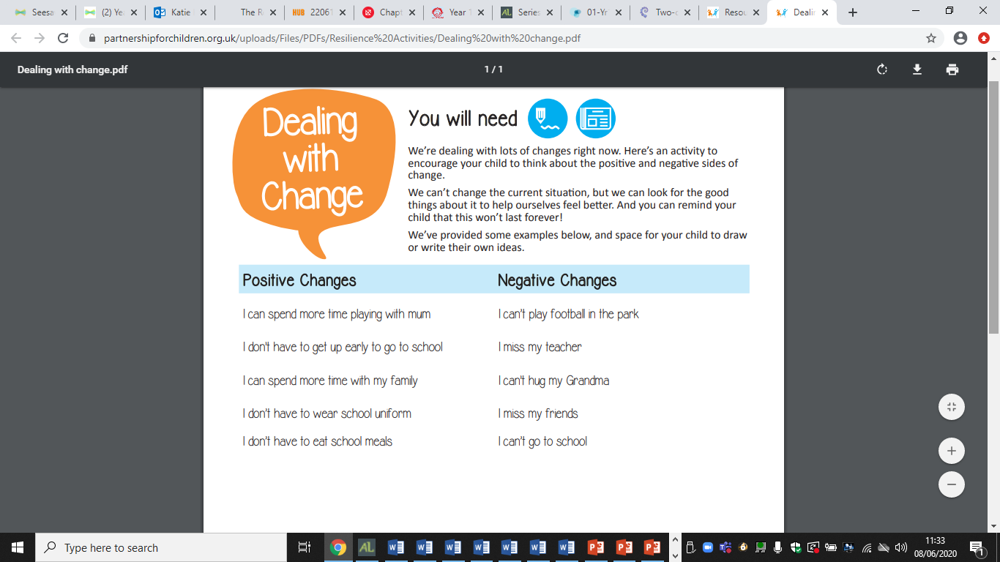 Seesa
(2) Ye
Katie
The R
HUB 2206
Chapt
Year
AL Series
01-Yr
Two-c
Resou
Deali
partnershipforchildren.org.uk/uploads/Files/PDFs/Resilience%20Activities/Dealing%20with%20change.pdf
Dealing with change.pdf
1 / 1
Dealing
with
Change
You will need
We're dealing with lots of changes right now. Here's an activity to
encourage your child to think about the positive and negative sides of
change.
We can't change the current situation, but we can look for the good
things about it to help ourselves feel better. And you can remind your
child that this won't last forever!
We've provided some examples below, and space for your child to draw
or write their own ideas.
Positive Changes
Negative Changes
I can spend more time playing with mum
I can't play football in the park
I don't have to get up early to go to school
I miss my teacher
I can spend more time with my family
I can't hug my Grandma
I don't have to wear school uniform
I miss my friends
I don't have to eat school meals
I can't go to school
Type here to search
AL
11:33
08/06/2020
1